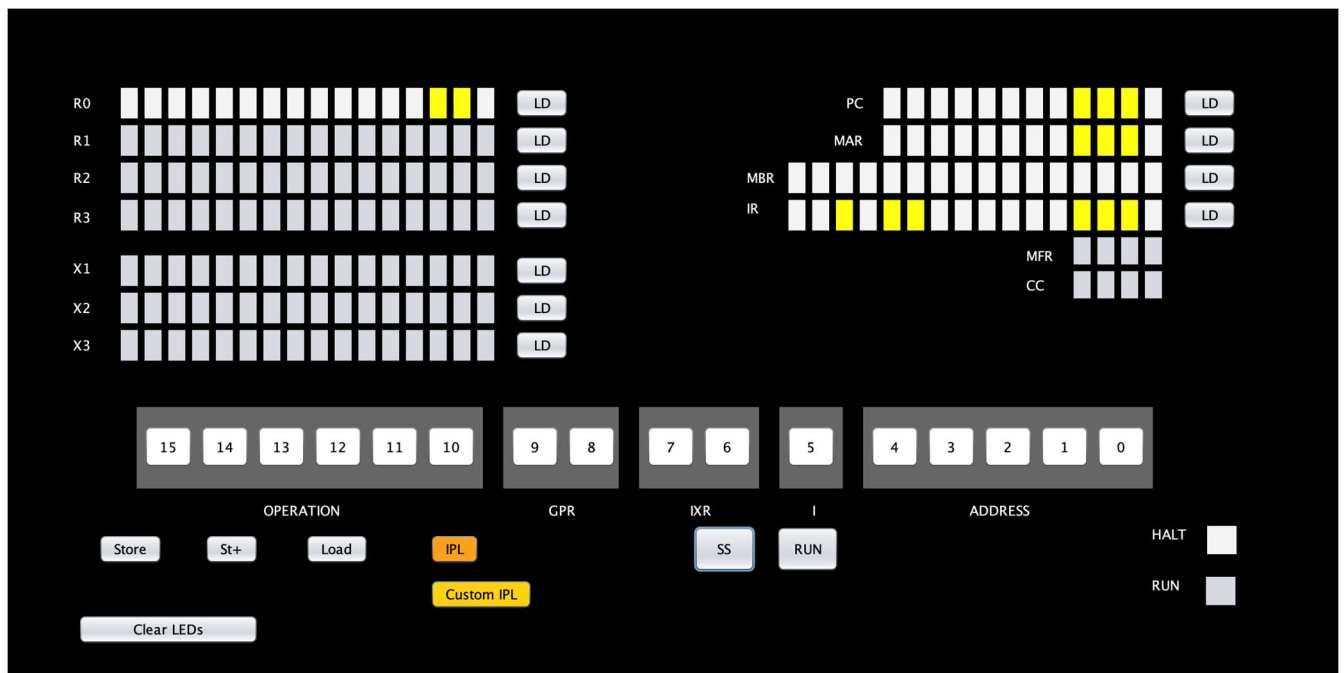 R0 LD PC LD
R1 LD MAR LD
R2 LD MBR LD
R3 LD IR LD
MFR
X1 LD CC
X2 LD
X3 LD
15 14 13 12 11 10 9 8 7 6 5 4 3 2 1 0
OPERATION GPR IXR I ADDRESS
Store St+ Load IPL SS RUN HALT
Custom IPL RUN
Clear LEDs